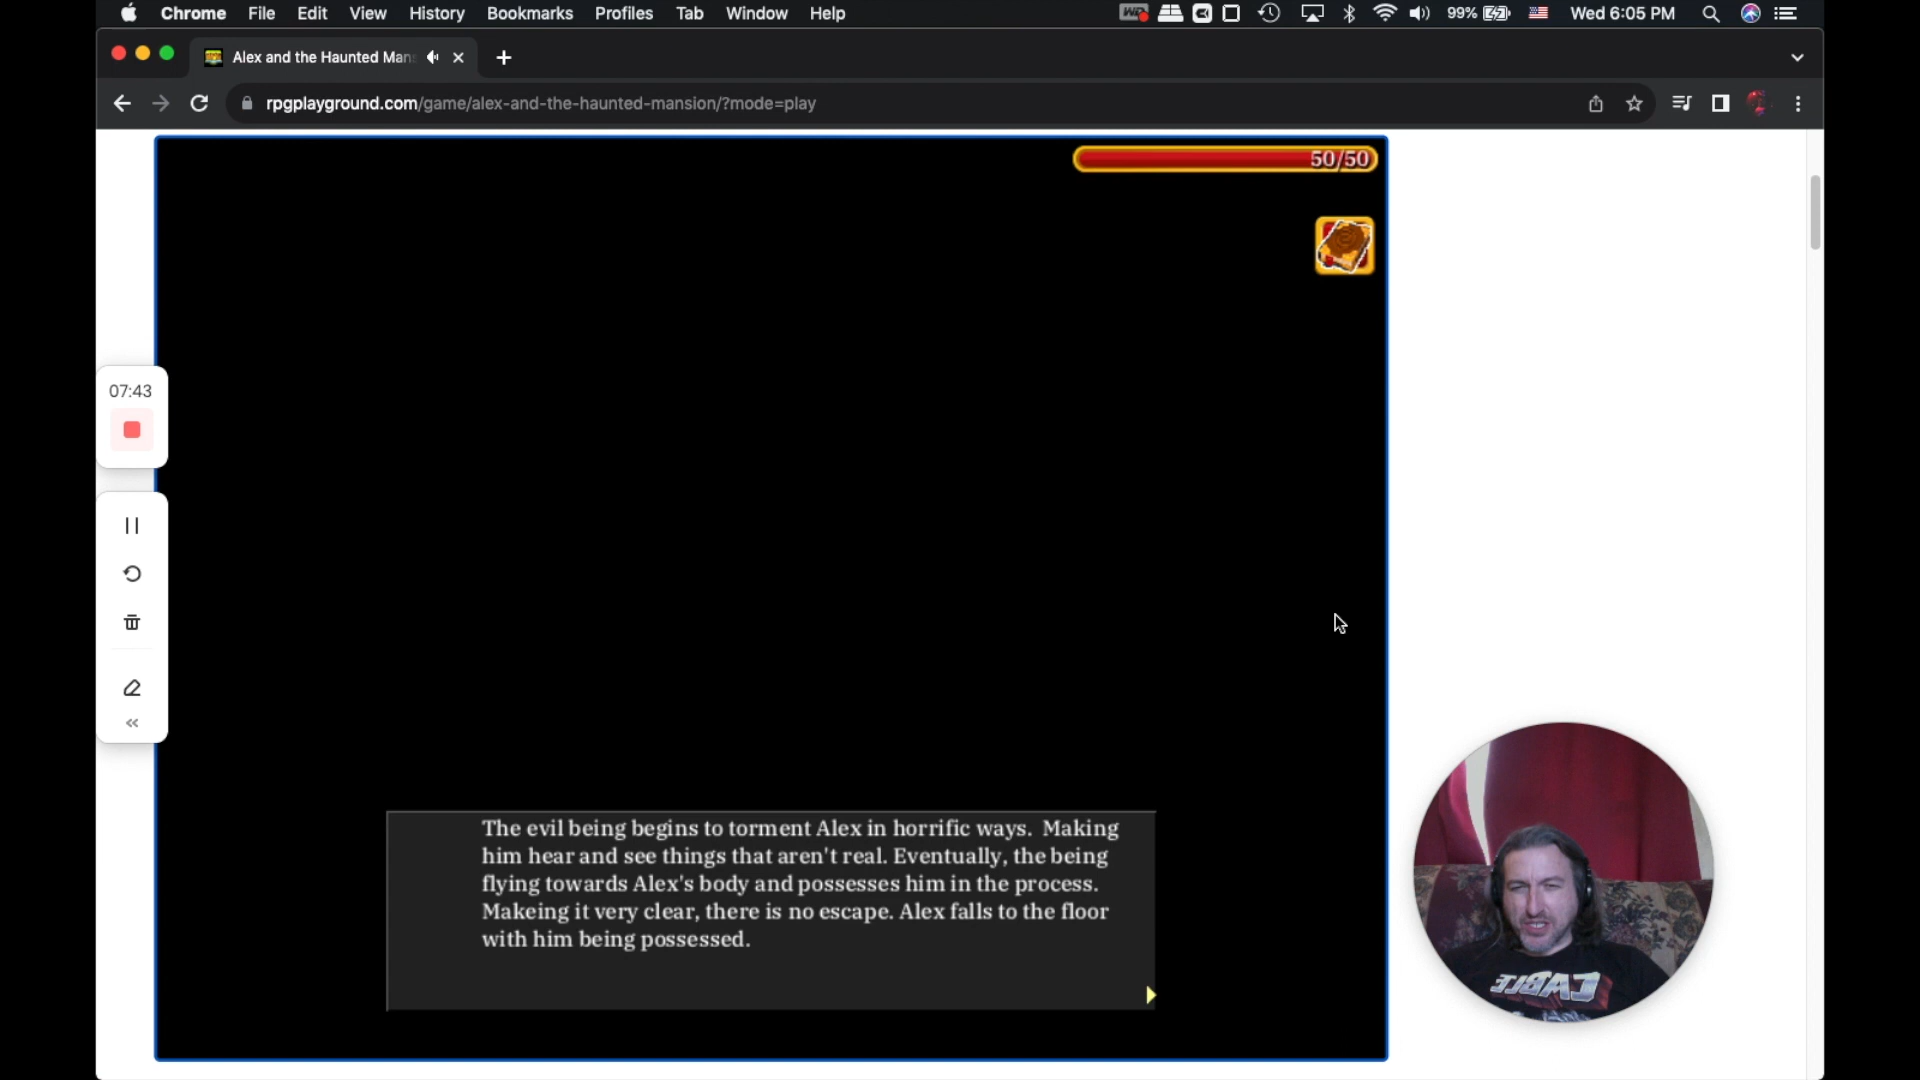 Chrome File Edit View History Bookmarks Profiles Tab Window Help 99% Wed 6:05 PM
Alex and the Haunted Man
rpgplayground.com/game/alex-and-the-haunted-mansion/?mode=play
50/50
07:43
The evil being begins to torment Alex in horrific ways.  Making
him hear and see things that aren't real. Eventually, the being
flying towards Alex's body and possesses him in the process.
Makeing it very clear, there is no escape. Alex falls to the floor
with him being possessed.